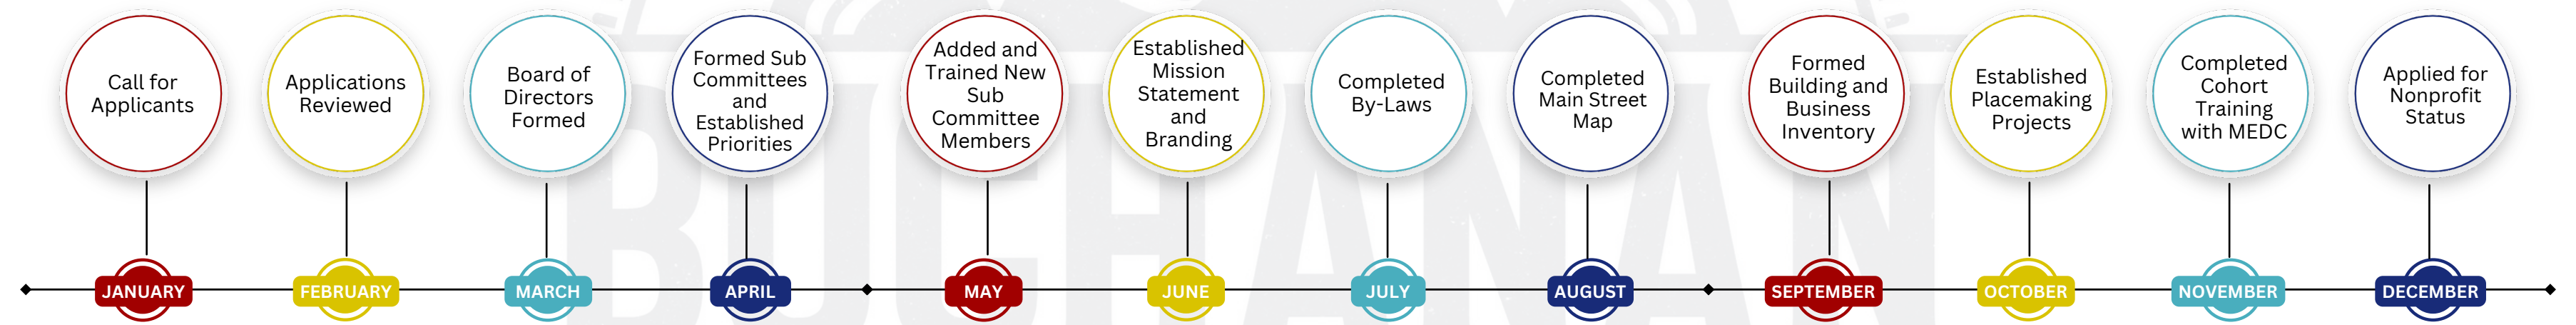 Call for
Applicants
Applications
Reviewed
Board of
Directors
Formed
Formed Sub
Committees
and
Established
Priorities
Added and
Trained New
Sub
Committee
Members
Established
Mission
Statement
and
Branding
Completed
By-Laws
Completed
Main Street
Map
Formed
Building and
Business
Inventory
Established
Placemaking
Projects
Completed
Cohort
Training
with MEDC
Applied for
Nonprofit
Status
JANUARY
FEBRUARY
MARCH
APRIL
MAY
JUNE
JULY
AUGUST
SEPTEMBER
OCTOBER
NOVEMBER
DECEMBER
BUCHANAN